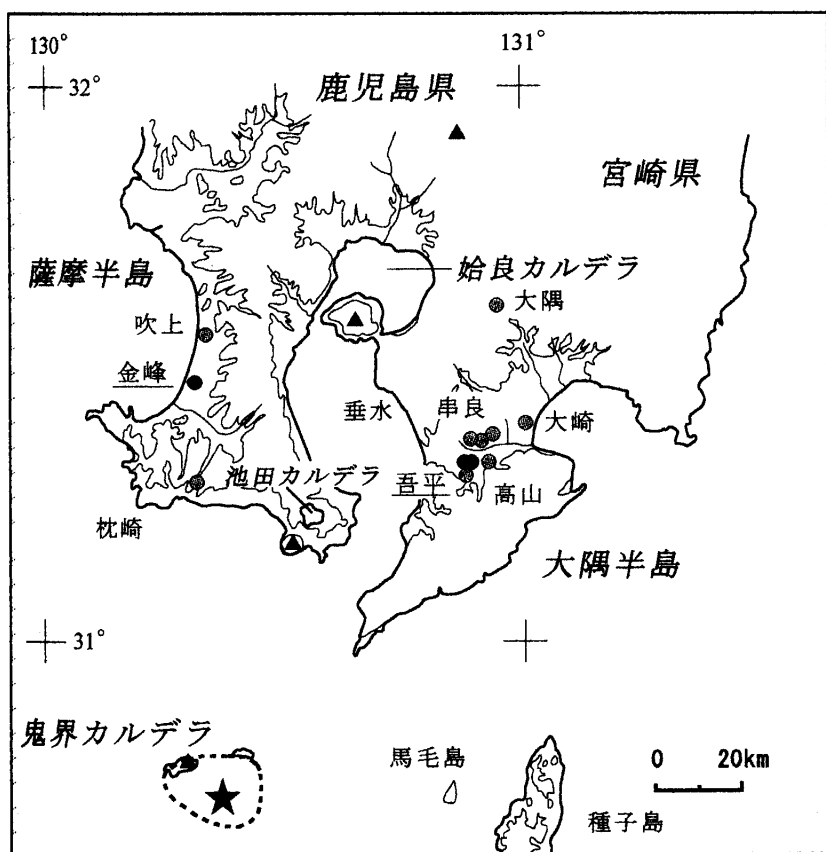 130°
131°
32°
鹿児島県
宮崎県
薩摩半島
姶良カルデラ
大隅
吹上
金峰
垂水
串良
大崎
池田カルデラ
吾平
高山
枕崎
大隅半島
31°
鬼界カルデラ
馬毛島
0 20km
種子島